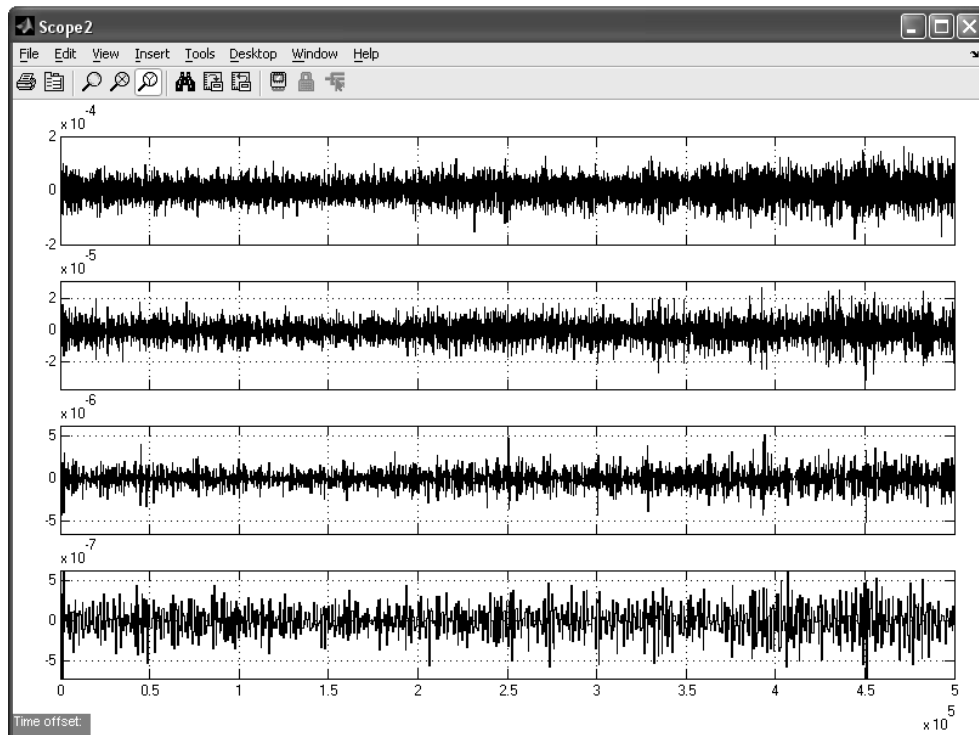 Scope2
File Edit View Insert Tools Desktop Window Help
x 10^-4
2
0
-2
x 10^-5
2
0
-2
x 10^-6
5
0
-5
x 10^-7
5
0
-5
0 0.5 1 1.5 2 2.5 3 3.5 4 4.5 5
x 10^5
Time offset: